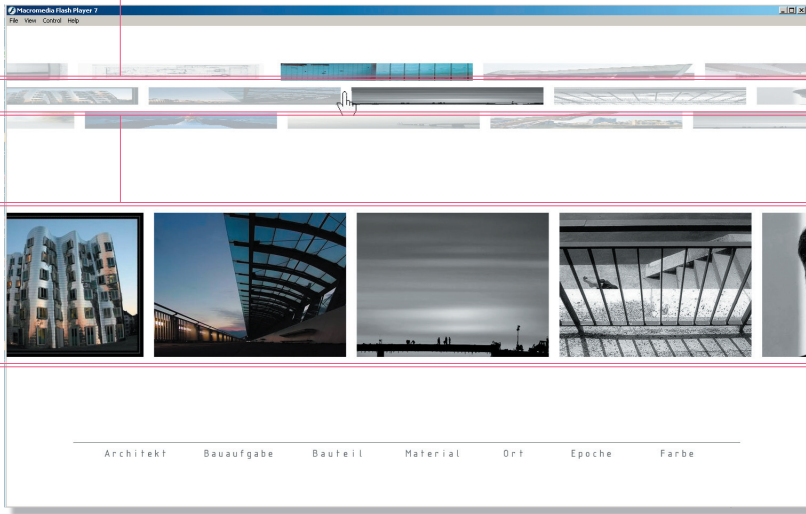 Macromedia Flash Player 7
File View Control Help
Architekt Bauaufgabe Bauteil Material Ort Epoche Farbe